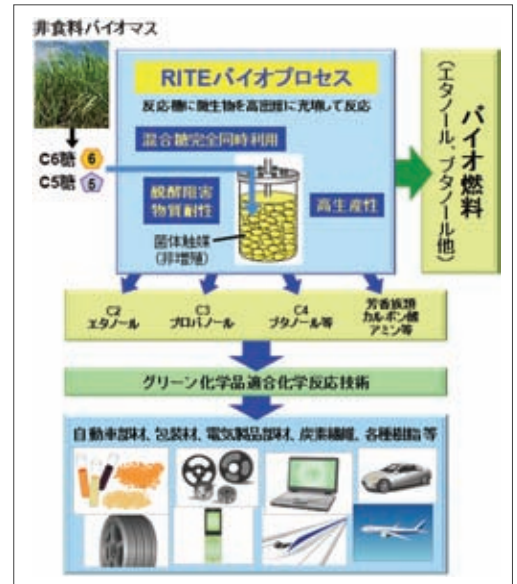 非食料バイオマス
C6糖 6
C5糖 5
RITEバイオプロセス
反応槽に微生物を高密度に充填して反応
混合糖完全同時利用
醗酵阻害
物質耐性
高生産性
菌体触媒
(非増殖)
バイオ燃料
(エタノール、ブタノール他)
C2
エタノール
C3
プロパノール
C4
ブタノール等
芳香族類
カルボン酸
アミン等
グリーン化学品適合化学反応技術
自動車部材、包装材、電気製品部材、炭素繊維、各種樹脂等